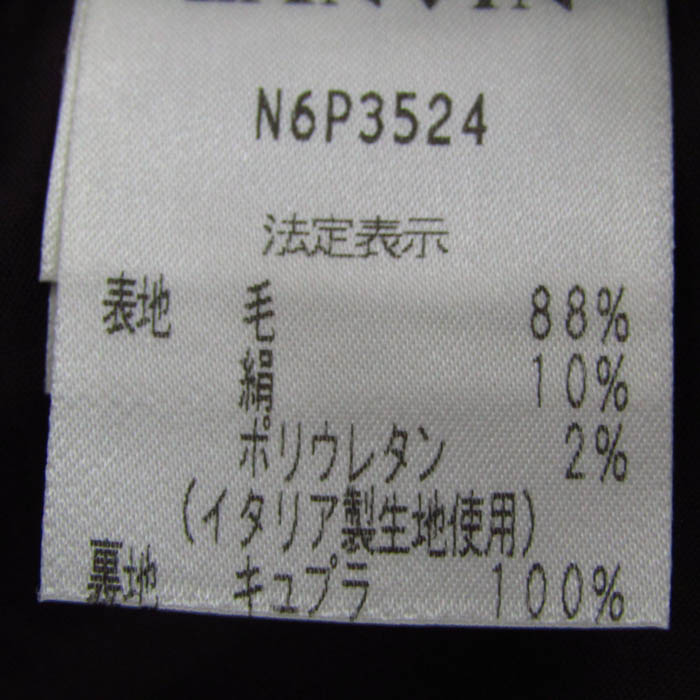 LANVIN
N6P3524
法定表示
表地 毛 88%
絹 10%
ポリウレタン 2%
(イタリア製生地使用)
裏地 キュプラ 100%